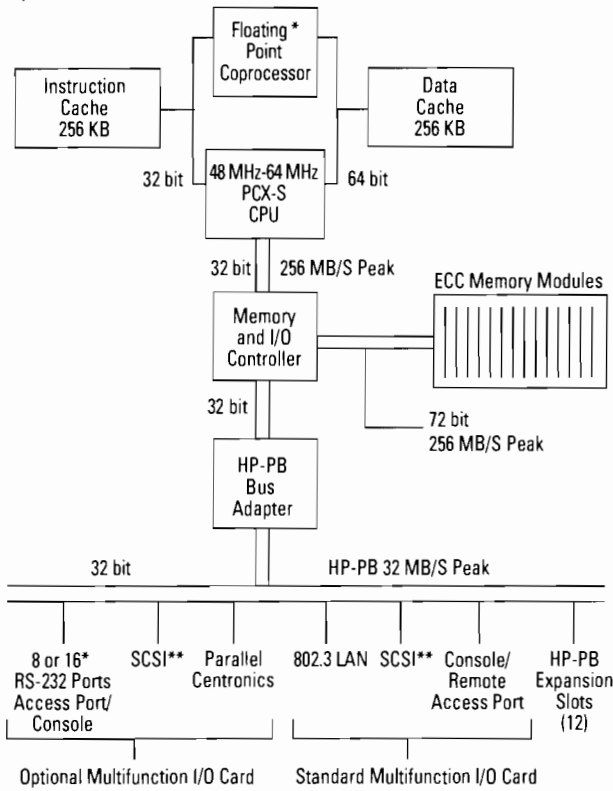 Floating *
Point
Coprocessor
Instruction
Cache
256 KB
Data
Cache
256 KB
32 bit
48 MHz-64 MHz
PCX-S
CPU
64 bit
32 bit
256 MB/S Peak
ECC Memory Modules
Memory
and I/O
Controller
32 bit
72 bit
256 MB/S Peak
HP-PB
Bus
Adapter
32 bit
HP-PB 32 MB/S Peak
8 or 16*
RS-232 Ports
Access Port/
Console
SCSI**
Parallel
Centronics
802.3 LAN
SCSI**
Console/
Remote
Access Port
HP-PB
Expansion
Slots
(12)
Optional Multifunction I/O Card
Standard Multifunction I/O Card